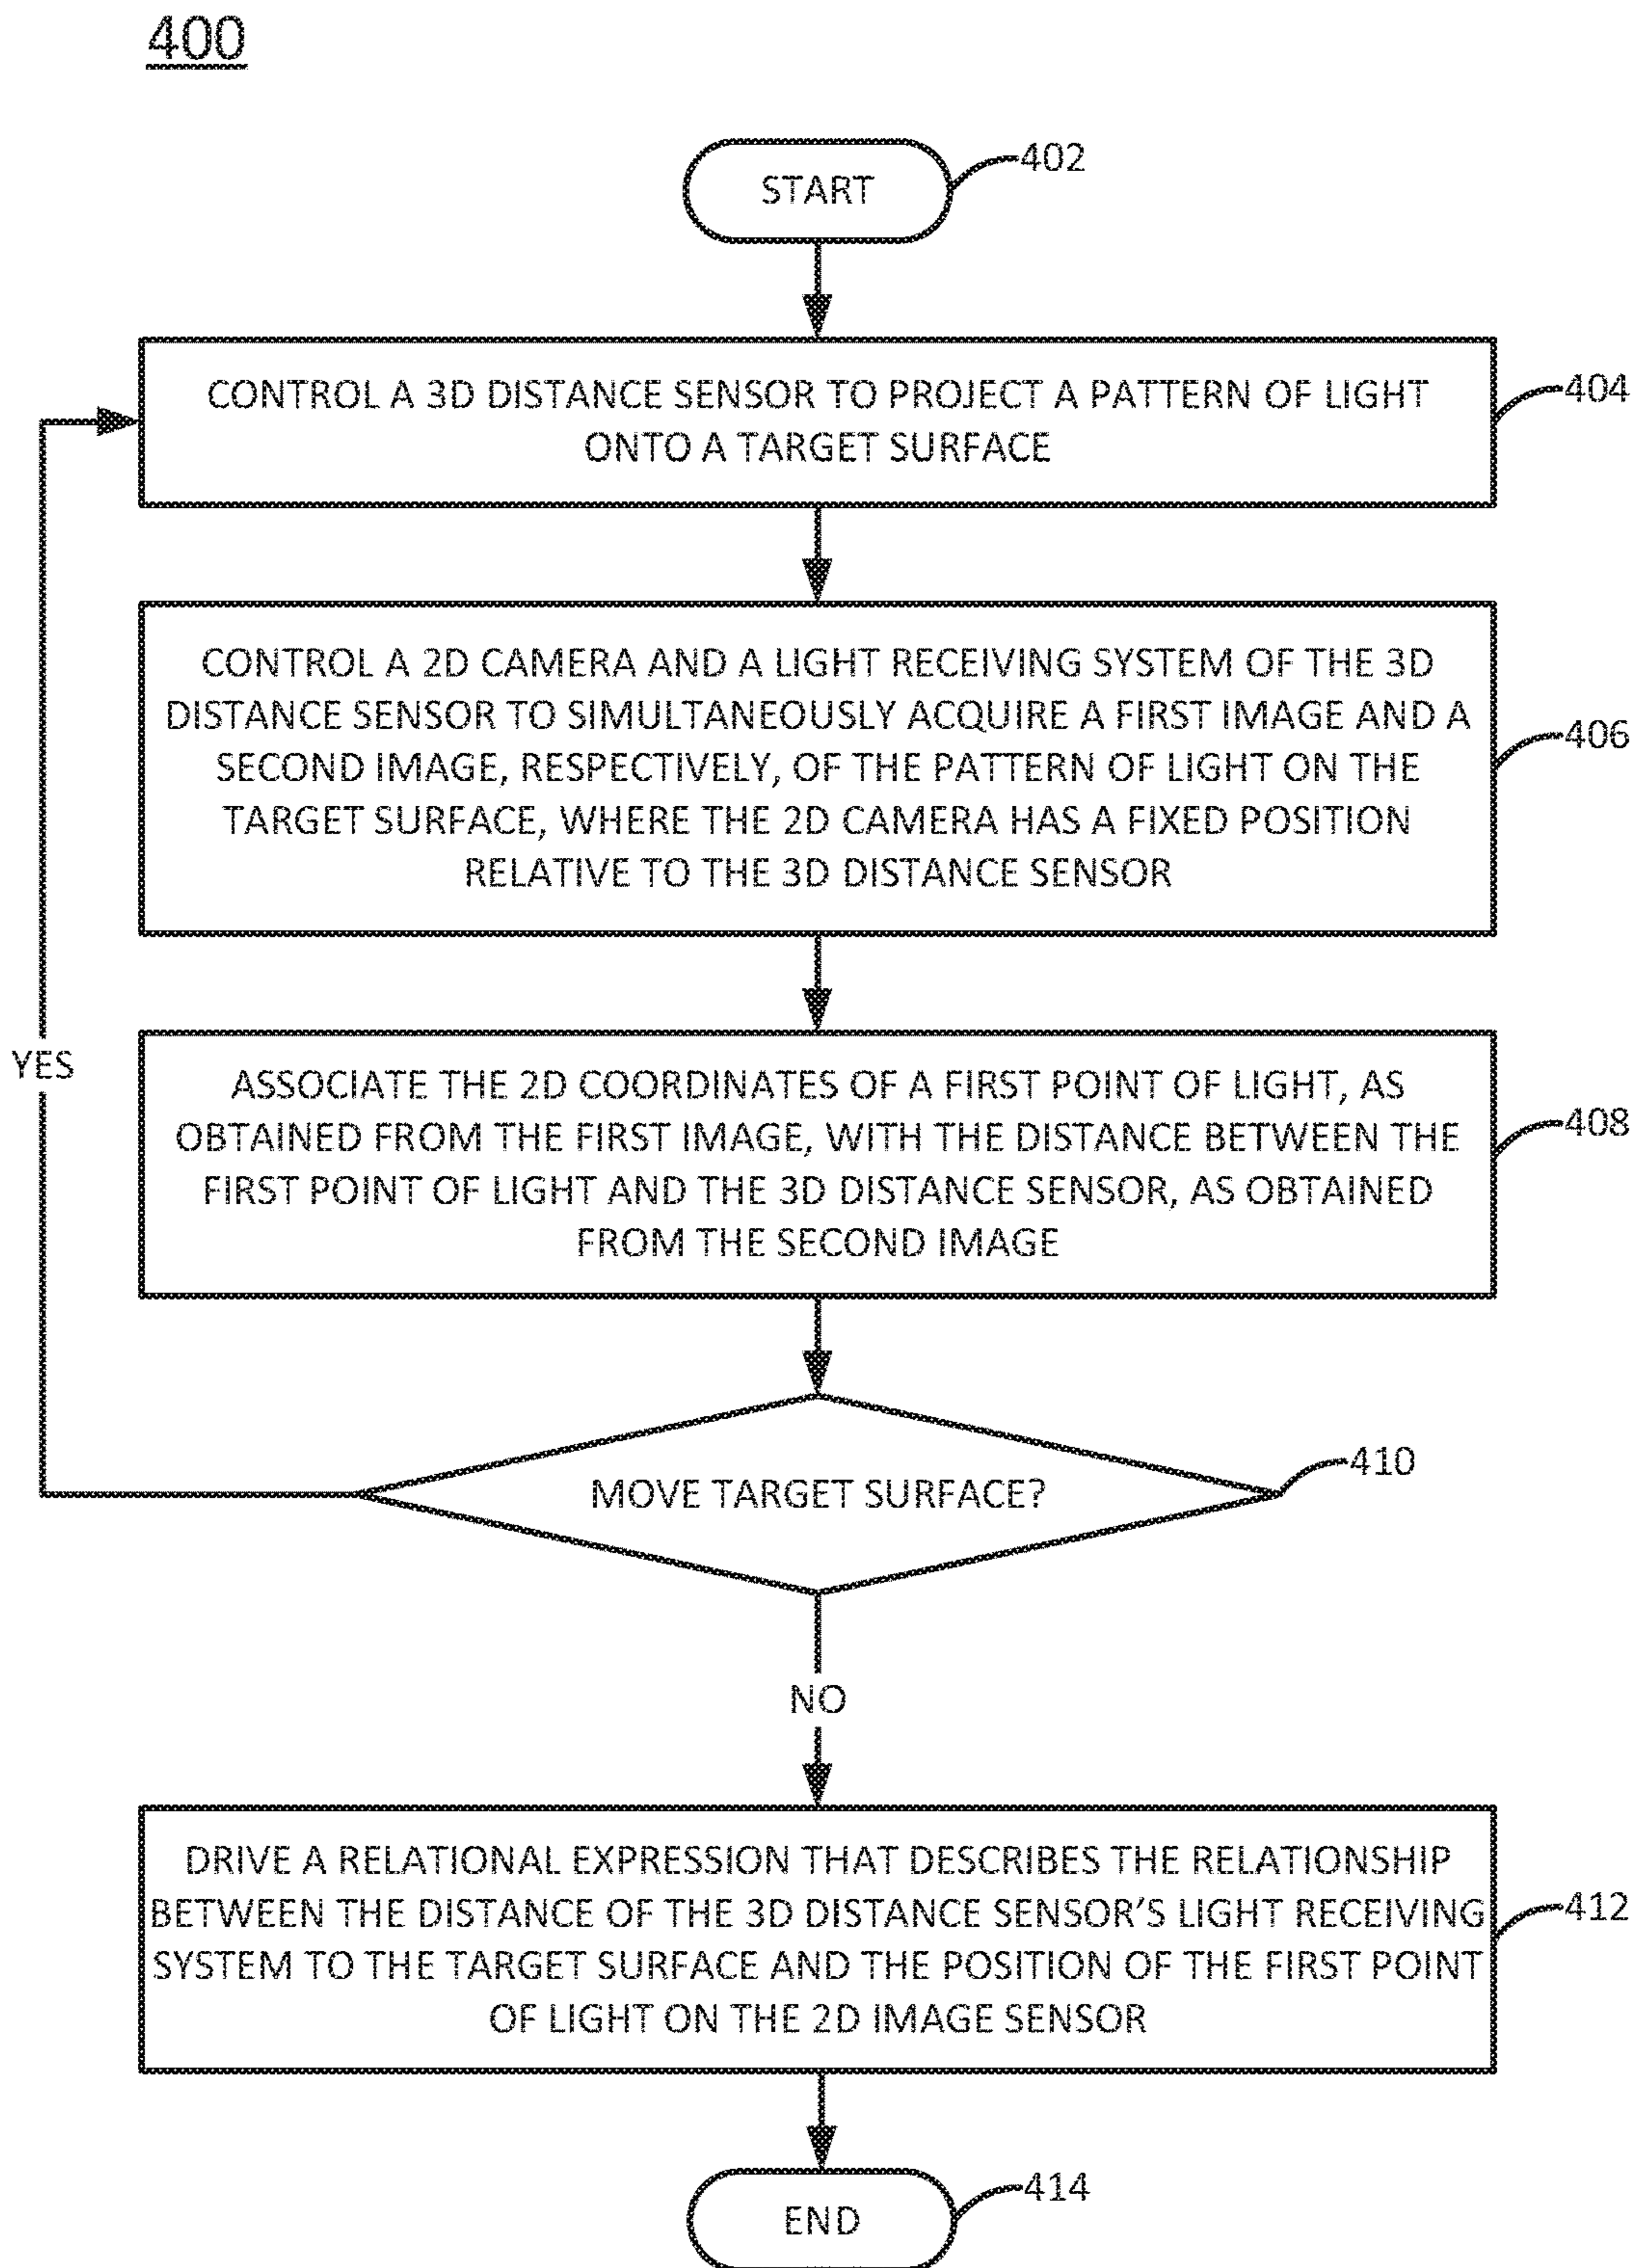 400
START
402
CONTROL A 3D DISTANCE SENSOR TO PROJECT A PATTERN OF LIGHT
ONTO A TARGET SURFACE
404
CONTROL A 2D CAMERA AND A LIGHT RECEIVING SYSTEM OF THE 3D
DISTANCE SENSOR TO SIMULTANEOUSLY ACQUIRE A FIRST IMAGE AND A
SECOND IMAGE, RESPECTIVELY, OF THE PATTERN OF LIGHT ON THE
TARGET SURFACE, WHERE THE 2D CAMERA HAS A FIXED POSITION
RELATIVE TO THE 3D DISTANCE SENSOR
406
YES
ASSOCIATE THE 2D COORDINATES OF A FIRST POINT OF LIGHT, AS
OBTAINED FROM THE FIRST IMAGE, WITH THE DISTANCE BETWEEN THE
FIRST POINT OF LIGHT AND THE 3D DISTANCE SENSOR, AS OBTAINED
FROM THE SECOND IMAGE
408
MOVE TARGET SURFACE?
410
NO
DRIVE A RELATIONAL EXPRESSION THAT DESCRIBES THE RELATIONSHIP
BETWEEN THE DISTANCE OF THE 3D DISTANCE SENSOR'S LIGHT RECEIVING
SYSTEM TO THE TARGET SURFACE AND THE POSITION OF THE FIRST POINT
OF LIGHT ON THE 2D IMAGE SENSOR
412
END
414